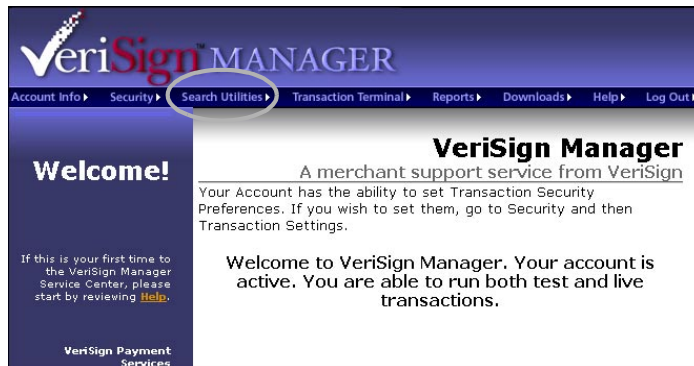 VeriSign™ MANAGER
Account Info Security Search Utilities Transaction Terminal Reports Downloads Help Log Out
Welcome!
If this is your first time to
the VeriSign Manager
Service Center, please
start by reviewing Help.
VeriSign Payment
Services
VeriSign Manager
A merchant support service from VeriSign
Your Account has the ability to set Transaction Security
Preferences. If you wish to set them, go to Security and then
Transaction Settings.
Welcome to VeriSign Manager. Your account is
active. You are able to run both test and live
transactions.